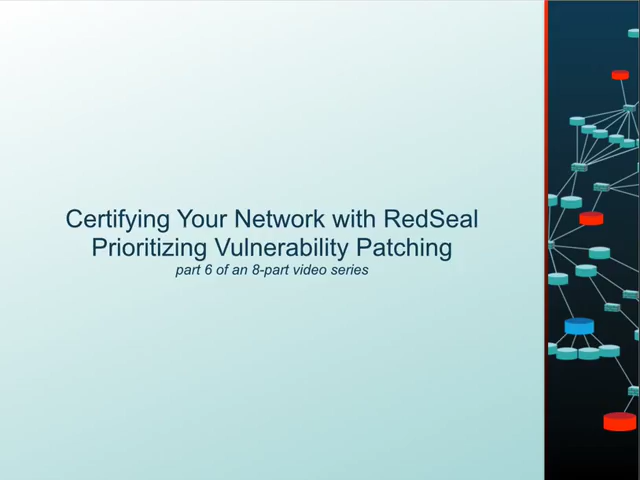 Certifying Your Network with RedSeal
Prioritizing Vulnerability Patching
part 6 of an 8-part video series